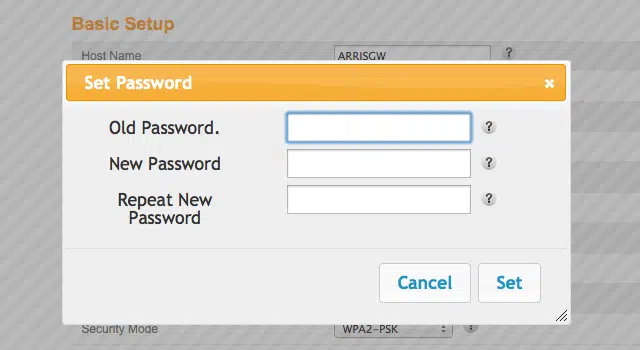 Basic Setup
Host Name ARRISGW ?
Set Password ×
Old Password. ?
New Password ?
Repeat New ?
Password
Cancel Set
Security Mode WPA2-PSK ?